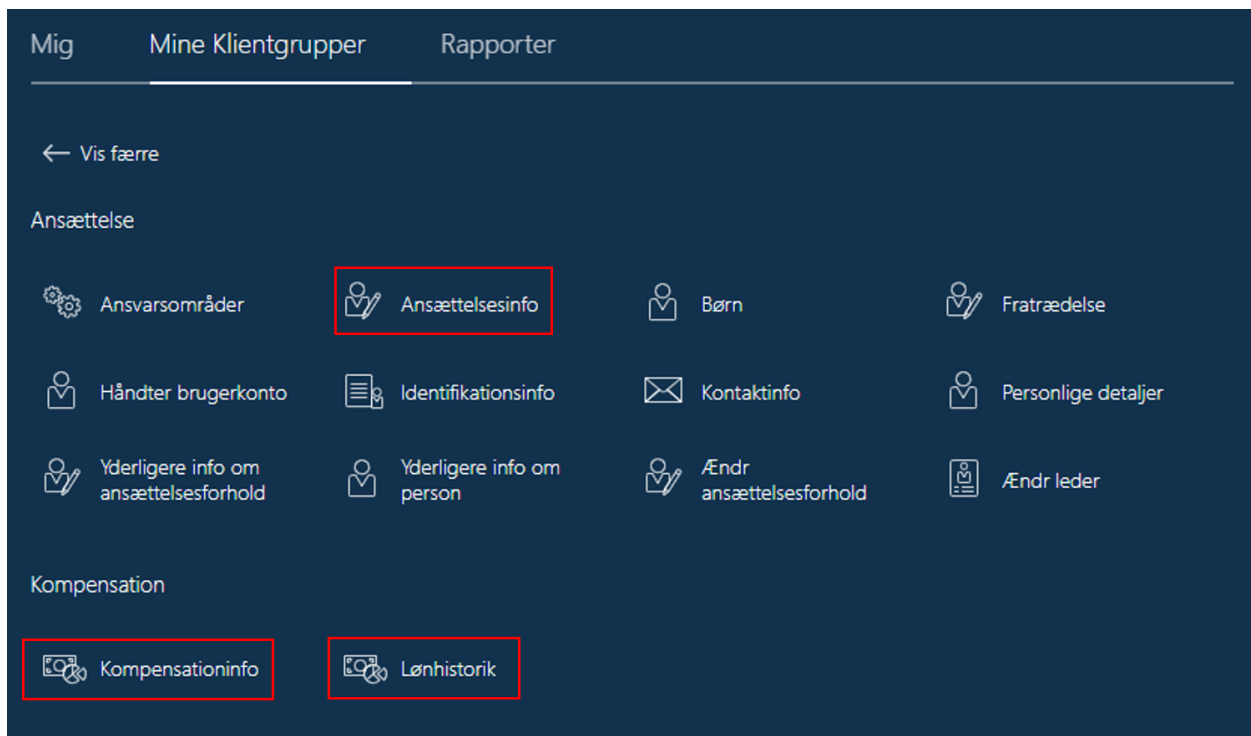 Mig Mine Klientgrupper Rapporter
← Vis færre
Ansættelse
Ansvarsområder Ansættelsesinfo Børn Fratrædelse
Håndter brugerkonto Identifikationsinfo Kontaktinfo Personlige detaljer
Yderligere info om
ansættelsesforhold
Yderligere info om
person
Ændr
ansættelsesforhold
Ændr leder
Kompensation
Kompensationinfo Lønhistorik